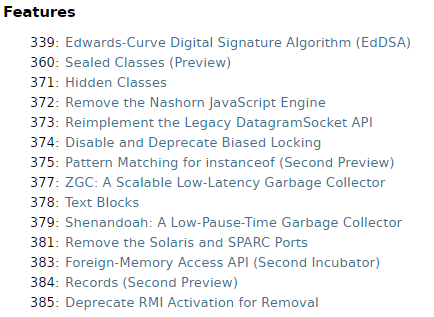 Features
339: Edwards-Curve Digital Signature Algorithm (EdDSA)
360: Sealed Classes (Preview)
371: Hidden Classes
372: Remove the Nashorn JavaScript Engine
373: Reimplement the Legacy DatagramSocket API
374: Disable and Deprecate Biased Locking
375: Pattern Matching for instanceof (Second Preview)
377: ZGC: A Scalable Low-Latency Garbage Collector
378: Text Blocks
379: Shenandoah: A Low-Pause-Time Garbage Collector
381: Remove the Solaris and SPARC Ports
383: Foreign-Memory Access API (Second Incubator)
384: Records (Second Preview)
385: Deprecate RMI Activation for Removal